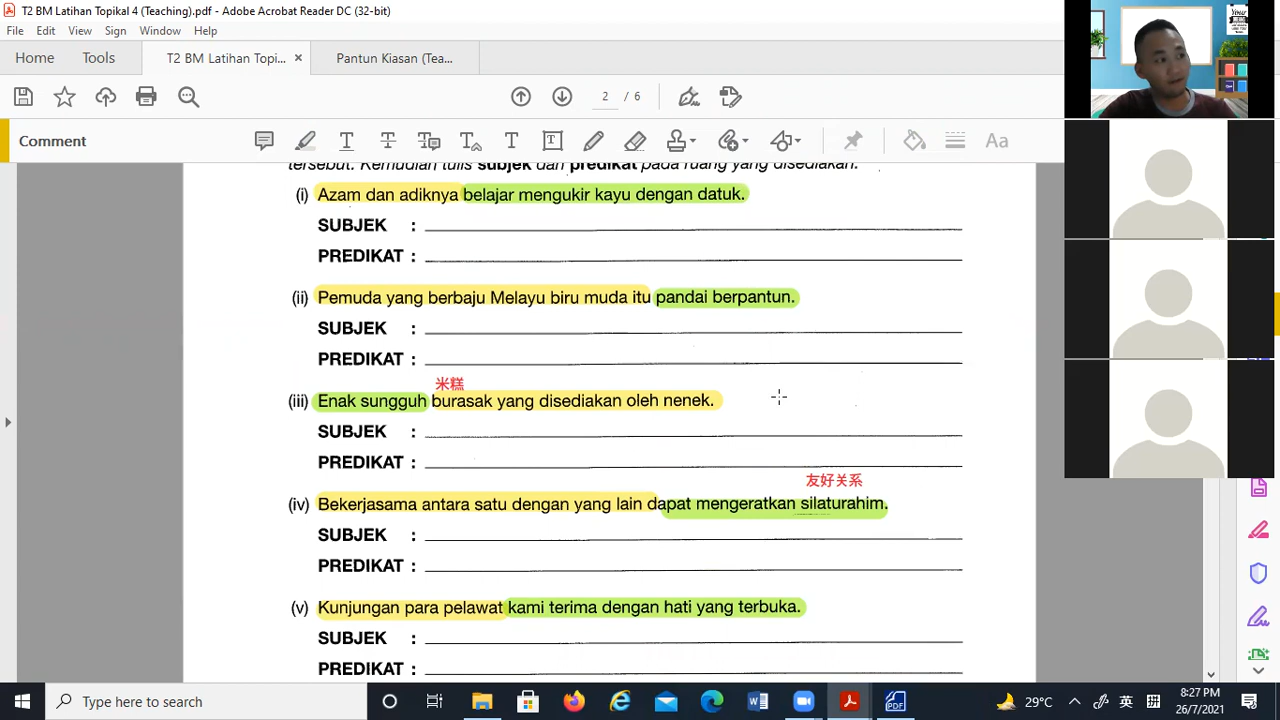 T2 BM Latihan Topikal 4 (Teaching).pdf - Adobe Acrobat Reader DC (32-bit)
File Edit View Sign Window Help
Home Tools T2 BM Latihan Topi... × Pantun Kiasan (Tea...
2 / 6
Comment
tersebut. Kemudian tulis subjek dan predikat pada ruang yang disediakan.
(i) Azam dan adiknya belajar mengukir kayu dengan datuk.
SUBJEK :
PREDIKAT :
(ii) Pemuda yang berbaju Melayu biru muda itu pandai berpantun.
SUBJEK :
PREDIKAT :
米糕
(iii) Enak sungguh burasak yang disediakan oleh nenek.
SUBJEK :
PREDIKAT :
友好关系
(iv) Bekerjasama antara satu dengan yang lain dapat mengeratkan silaturahim.
SUBJEK :
PREDIKAT :
(v) Kunjungan para pelawat kami terima dengan hati yang terbuka.
SUBJEK :
PREDIKAT :
Type here to search
29°C
英
拼
8:27 PM
26/7/2021